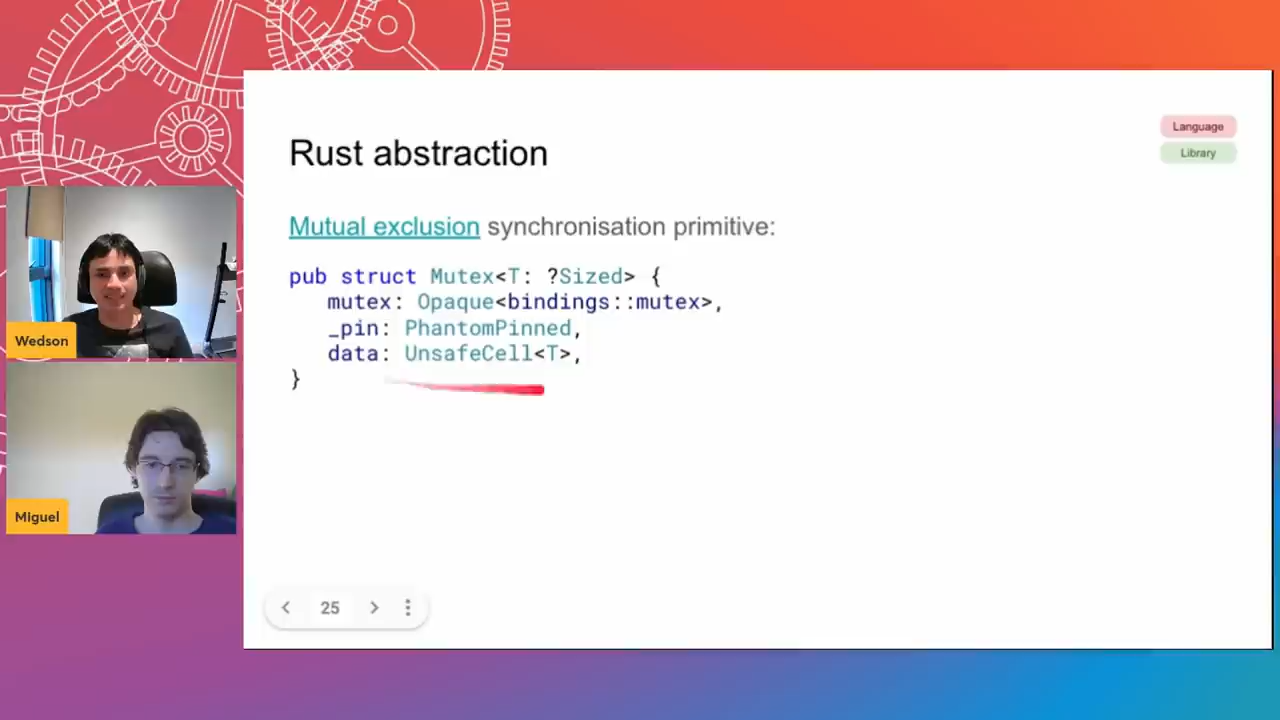 Rust abstraction
Language
Library
Mutual exclusion synchronisation primitive:
pub struct Mutex<T: ?Sized> {
mutex: Opaque<bindings::mutex>,
_pin: PhantomPinned,
data: UnsafeCell<T>,
}
Wedson
Miguel
25